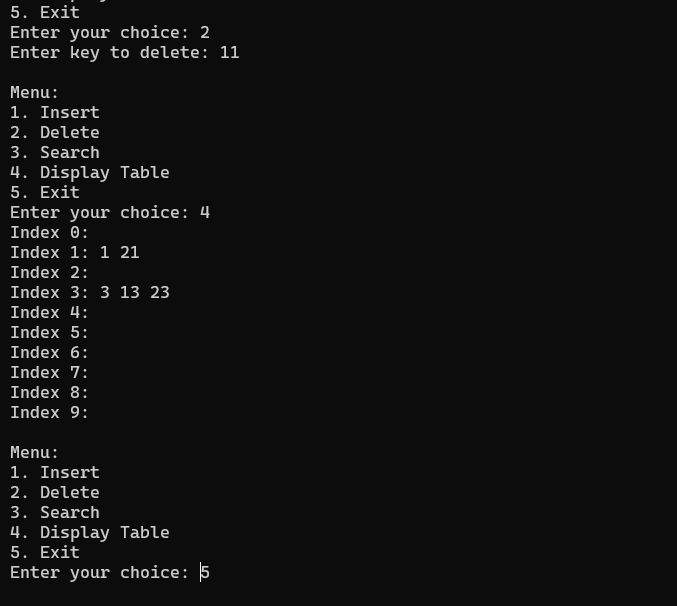 5. Exit
Enter your choice: 2
Enter key to delete: 11
Menu:
1. Insert
2. Delete
3. Search
4. Display Table
5. Exit
Enter your choice: 4
Index 0:
Index 1: 1 21
Index 2:
Index 3: 3 13 23
Index 4:
Index 5:
Index 6:
Index 7:
Index 8:
Index 9:
Menu:
1. Insert
2. Delete
3. Search
4. Display Table
5. Exit
Enter your choice: 5